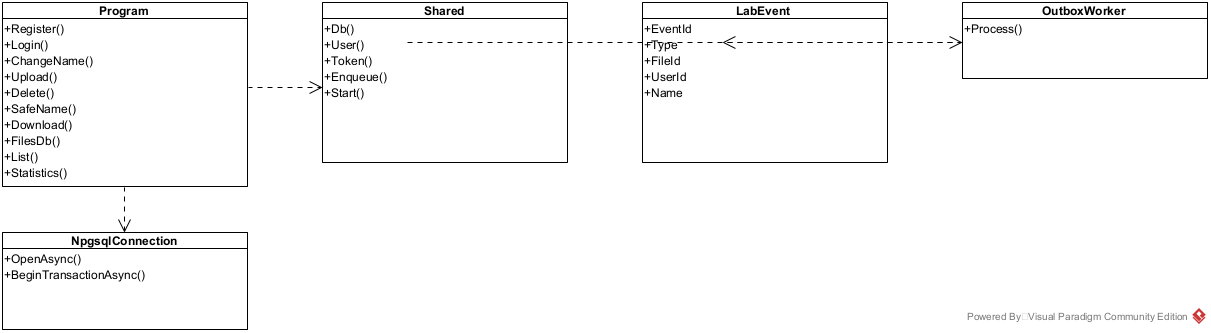 Program
+Register()
+Login()
+ChangeName()
+Upload()
+Delete()
+SafeName()
+Download()
+FilesDb()
+List()
+Statistics()
Shared
+Db()
+User()
+Token()
+Enqueue()
+Start()
LabEvent
+EventId
+Type
+FileId
+UserId
+Name
OutboxWorker
+Process()
NpgsqlConnection
+OpenAsync()
+BeginTransactionAsync()
Powered By Visual Paradigm Community Edition